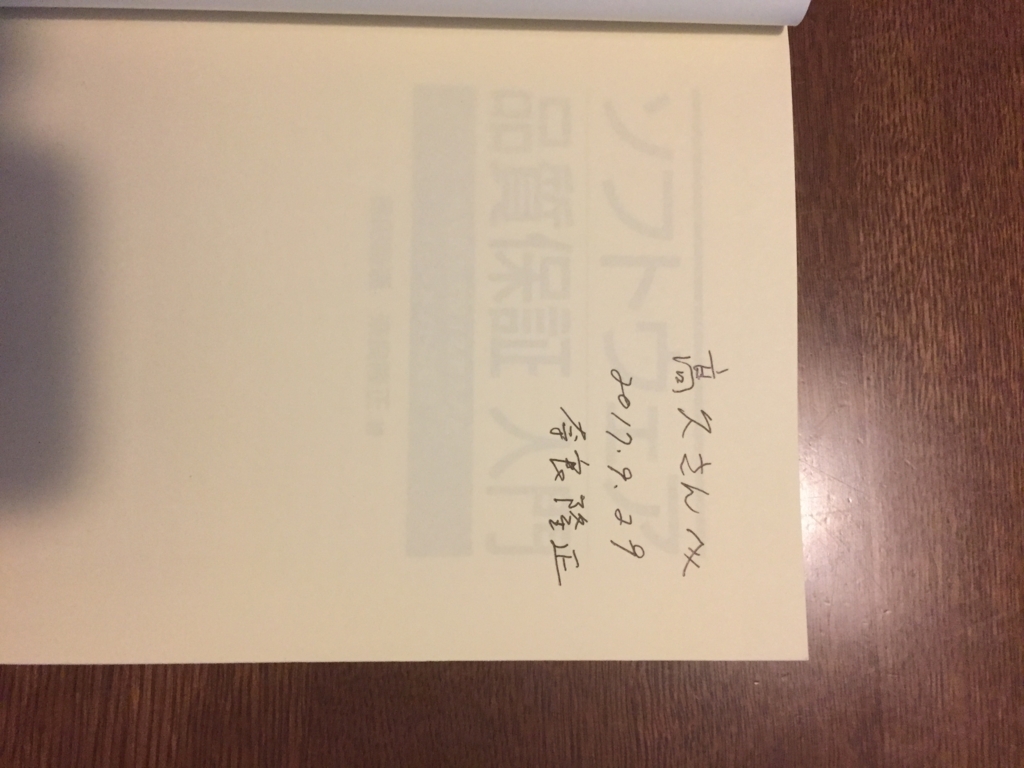 高久さんへ
2017.9.29
奈良隆正
ソフトウェア
品質保証 入門